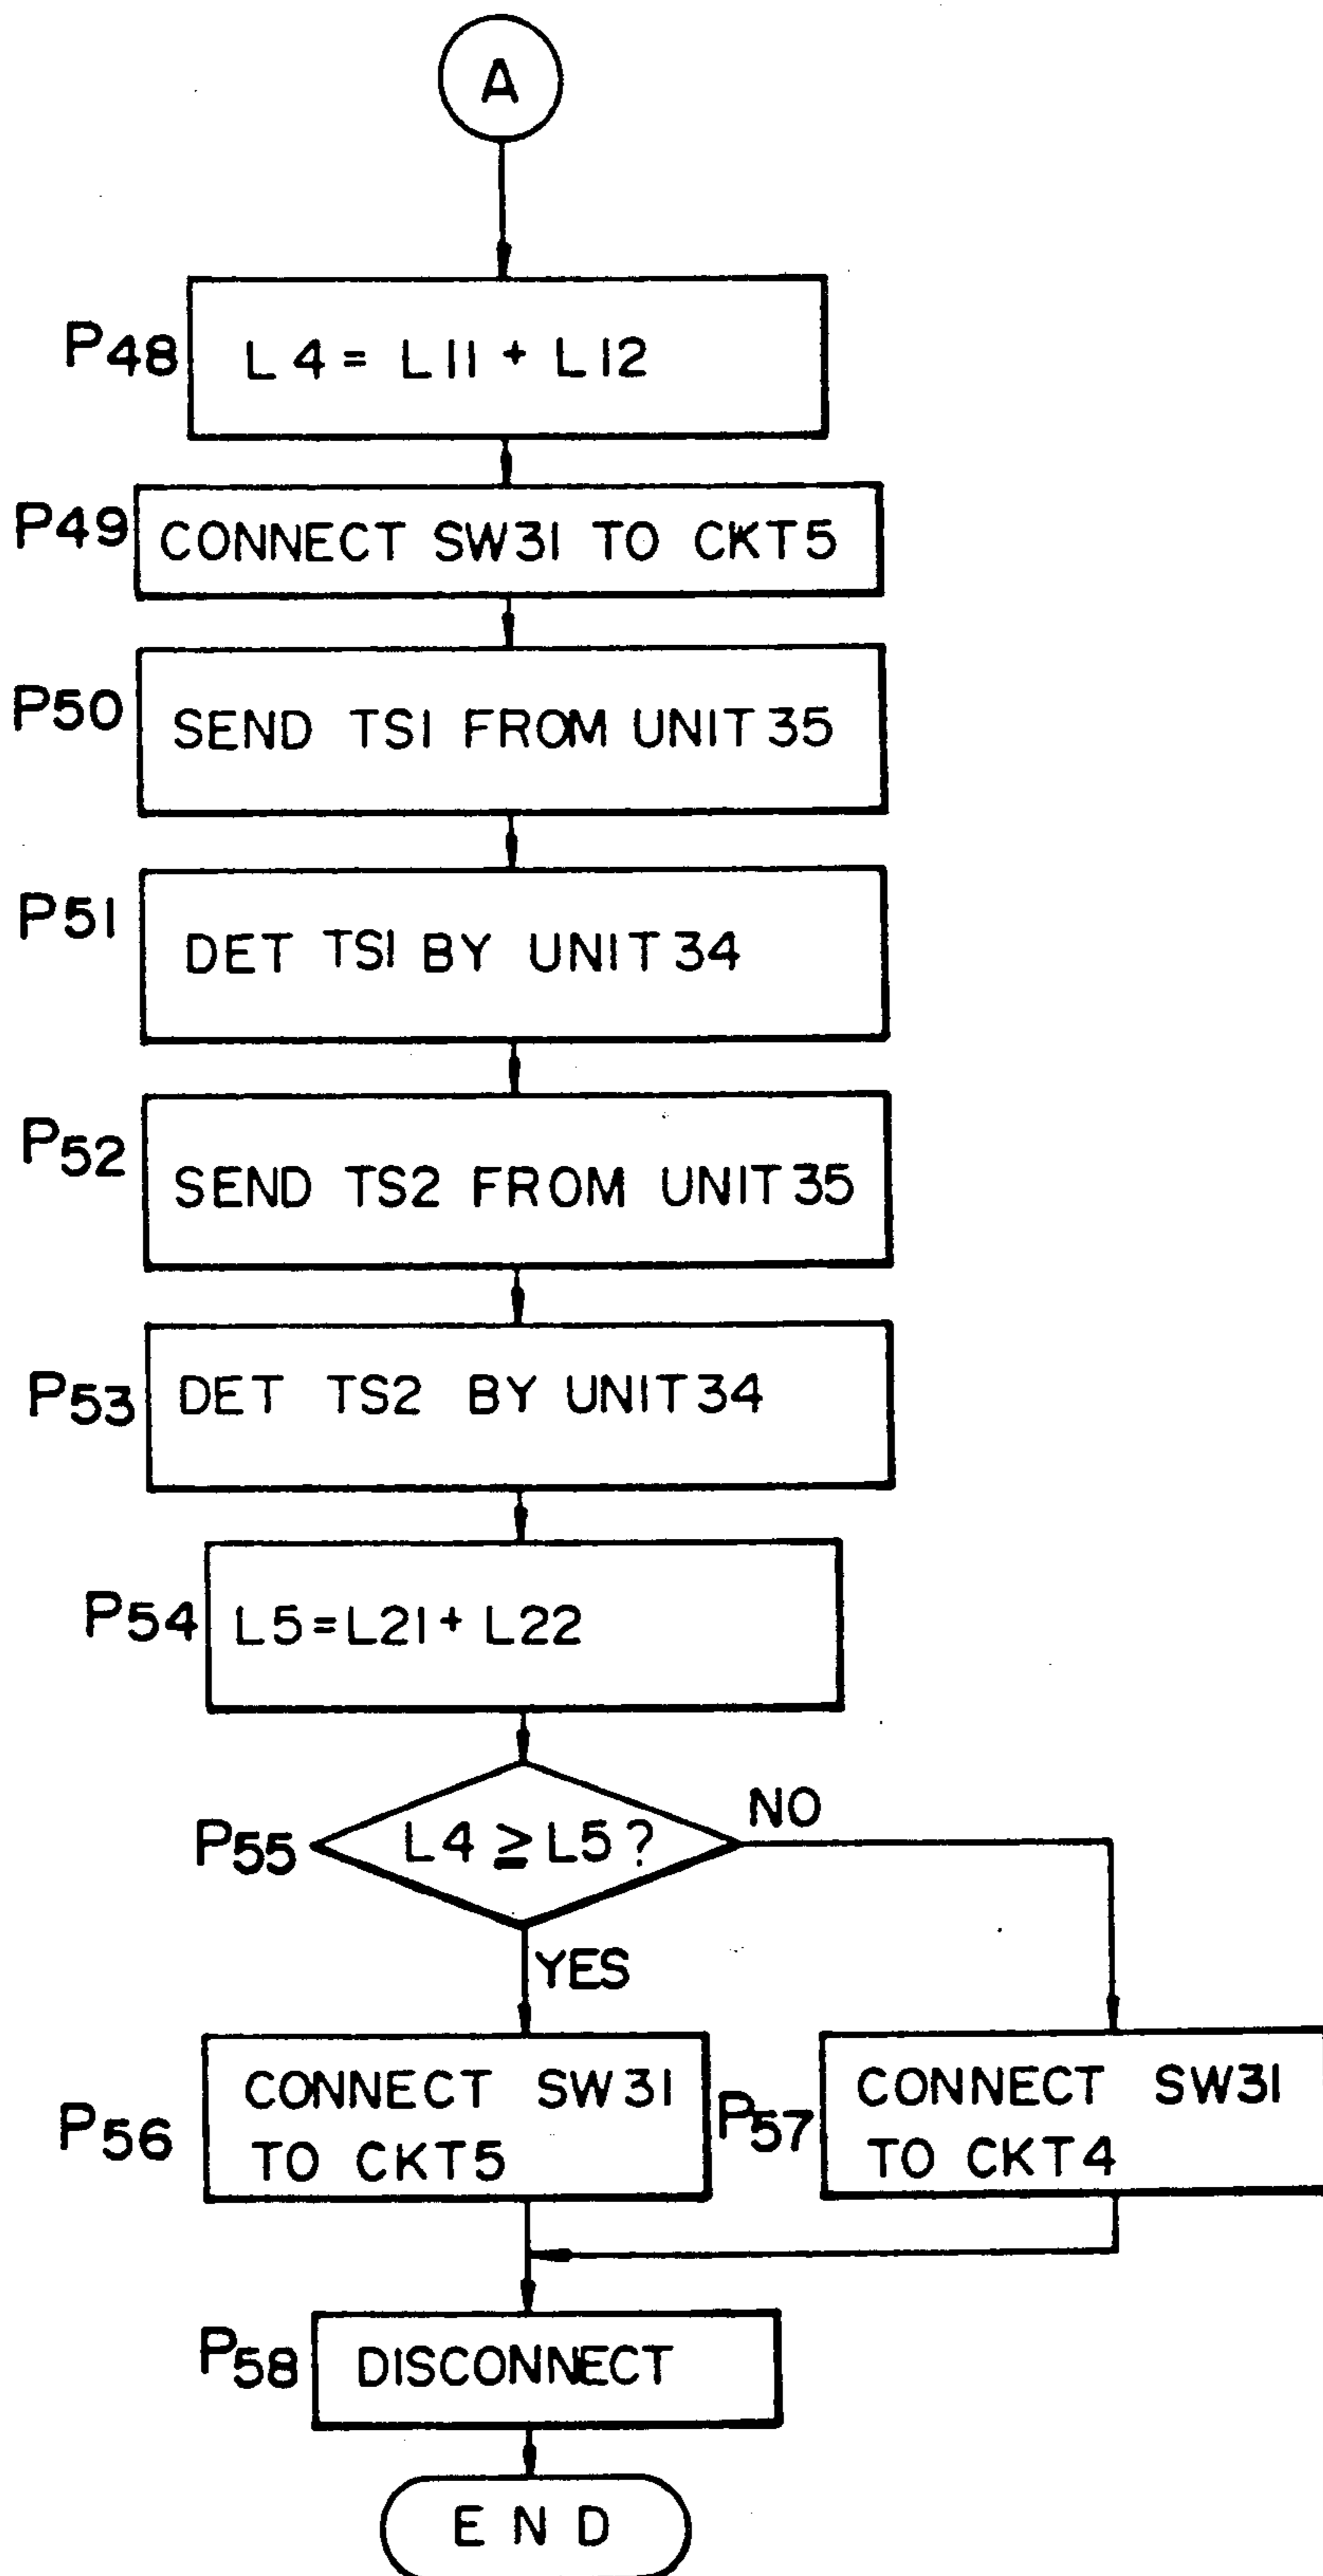 A
P48
L4 = L11 + L12
P49
CONNECT SW31 TO CKT5
P50
SEND TS1 FROM UNIT 35
P51
DET TS1 BY UNIT 34
P52
SEND TS2 FROM UNIT 35
P53
DET TS2 BY UNIT 34
P54
L5 = L21 + L22
P55
L4 ≧ L5?
NO
YES
P56
CONNECT SW31
TO CKT5
P57
CONNECT SW31
TO CKT4
P58
DISCONNECT
END